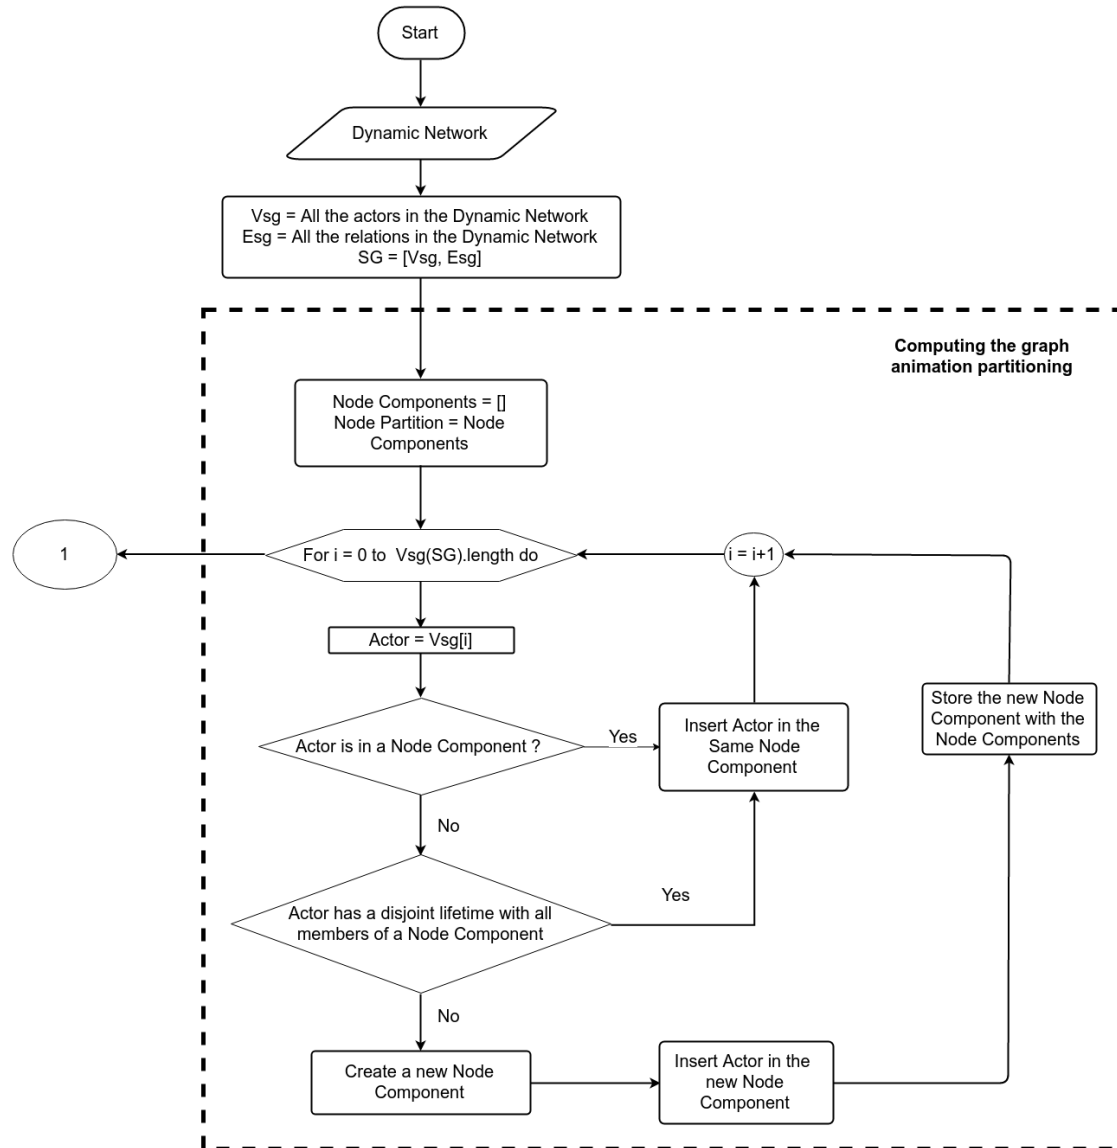 Start
Dynamic Network
Vsg = All the actors in the Dynamic Network
Esg = All the relations in the Dynamic Network
SG = [Vsg, Esg]
Computing the graph
animation partitioning
Node Components = []
Node Partition = Node
Components
1
For i = 0 to Vsg(SG).length do
i = i+1
Actor = Vsg[i]
Actor is in a Node Component ?
Yes
Insert Actor in the
Same Node
Component
Store the new Node
Component with the
Node Components
No
Actor has a disjoint lifetime with all
members of a Node Component
Yes
No
Create a new Node
Component
Insert Actor in the
new Node
Component